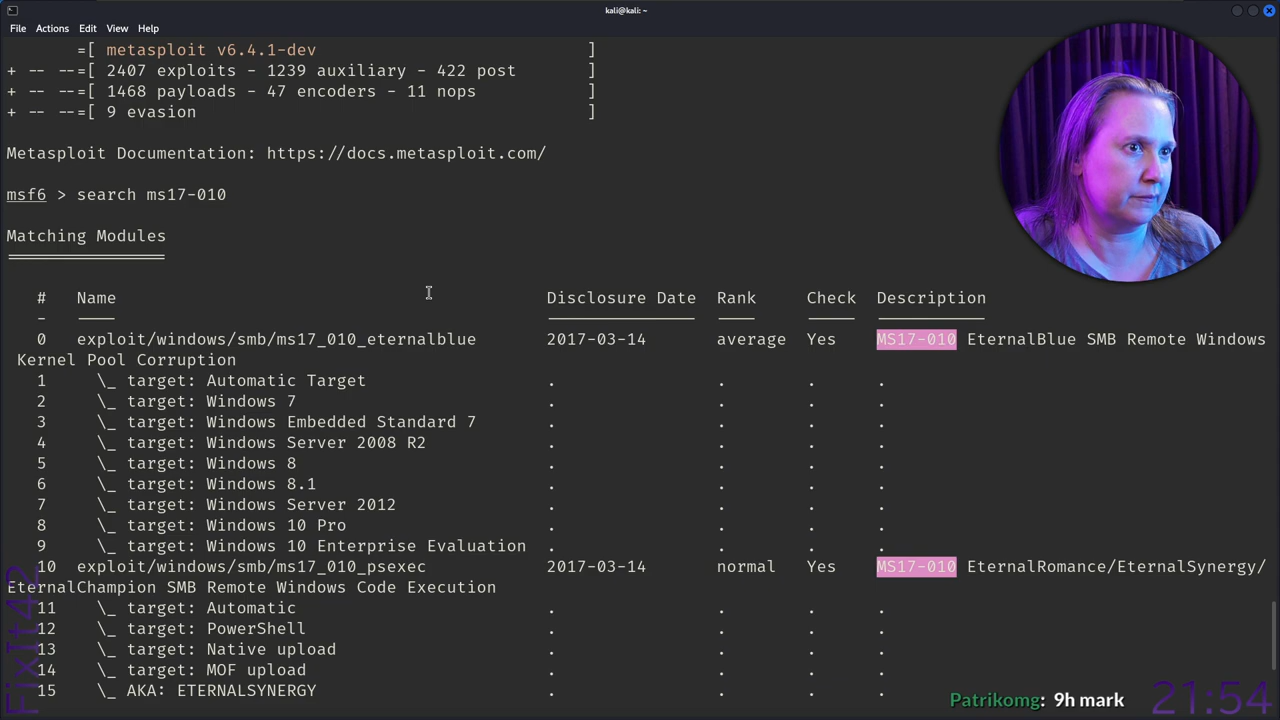 kali@kali: ~
File Actions Edit View Help
=[ metasploit v6.4.1-dev ]
+ -- --=[ 2407 exploits - 1239 auxiliary - 422 post ]
+ -- --=[ 1468 payloads - 47 encoders - 11 nops ]
+ -- --=[ 9 evasion ]
Metasploit Documentation: https://docs.metasploit.com/
msf6 > search ms17-010
Matching Modules
================
# Name Disclosure Date Rank Check Description
- ---- --------------- ---- ----- -----------
0 exploit/windows/smb/ms17_010_eternalblue 2017-03-14 average Yes MS17-010 EternalBlue SMB Remote Windows
Kernel Pool Corruption
1 \_ target: Automatic Target . . . .
2 \_ target: Windows 7 . . . .
3 \_ target: Windows Embedded Standard 7 . . . .
4 \_ target: Windows Server 2008 R2 . . . .
5 \_ target: Windows 8 . . . .
6 \_ target: Windows 8.1 . . . .
7 \_ target: Windows Server 2012 . . . .
8 \_ target: Windows 10 Pro . . . .
9 \_ target: Windows 10 Enterprise Evaluation . . . .
10 exploit/windows/smb/ms17_010_psexec 2017-03-14 normal Yes MS17-010 EternalRomance/EternalSynergy/
EternalChampion SMB Remote Windows Code Execution
11 \_ target: Automatic . . . .
12 \_ target: PowerShell . . . .
13 \_ target: Native upload . . . .
14 \_ target: MOF upload . . . .
15 \_ AKA: ETERNALSYNERGY . . . .
FixIt42
Patrikomg: 9h mark
21:54